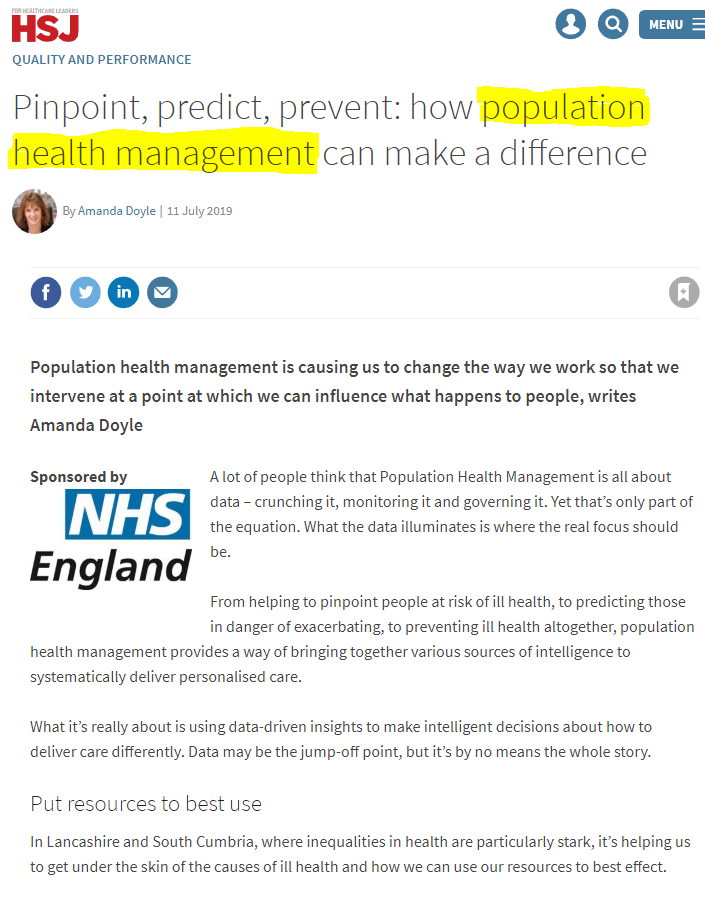 FOR HEALTHCARE LEADERS
HSJ
MENU
QUALITY AND PERFORMANCE
Pinpoint, predict, prevent: how population
health management can make a difference
By Amanda Doyle | 11 July 2019
f
in
Population health management is causing us to change the way we work so that we
intervene at a point at which we can influence what happens to people, writes
Amanda Doyle
Sponsored by
NHS
England
A lot of people think that Population Health Management is all about
data – crunching it, monitoring it and governing it. Yet that’s only part of
the equation. What the data illuminates is where the real focus should
be.
From helping to pinpoint people at risk of ill health, to predicting those
in danger of exacerbating, to preventing ill health altogether, population
health management provides a way of bringing together various sources of intelligence to
systematically deliver personalised care.
What it’s really about is using data-driven insights to make intelligent decisions about how to
deliver care differently. Data may be the jump-off point, but it’s by no means the whole story.
Put resources to best use
In Lancashire and South Cumbria, where inequalities in health are particularly stark, it’s helping us
to get under the skin of the causes of ill health and how we can use our resources to best effect.